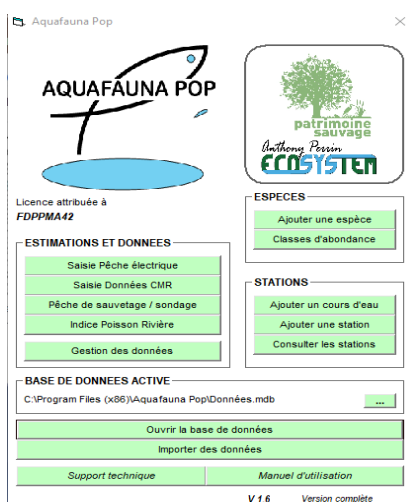 Aquafauna Pop
AQUAFAUNA POP
patrimoine
sauvage
Anthony Perrin
ECOSYSTEM
Licence attribuée à
FDPPMA42
ESPECES
Ajouter une espèce
Classes d'abondance
ESTIMATIONS ET DONNEES
Saisie Pêche électrique
Saisie Données CMR
Pêche de sauvetage / sondage
Indice Poisson Rivière
Gestion des données
STATIONS
Ajouter un cours d'eau
Ajouter une station
Consulter les stations
BASE DE DONNEES ACTIVE
C:\Program Files (x86)\Aquafauna Pop\Données.mdb
...
Ouvrir la base de données
Importer des données
Support technique
Manuel d'utilisation
V 1.6 Version complète